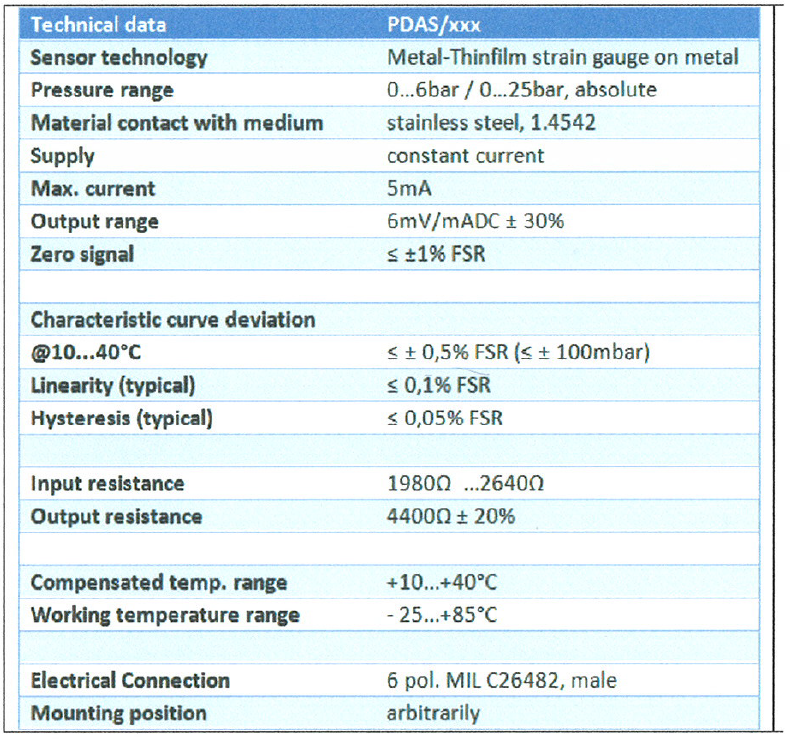 Technical data PDAS/xxx
Sensor technology Metal-Thinfilm strain gauge on metal
Pressure range 0...6bar / 0...25bar, absolute
Material contact with medium stainless steel, 1.4542
Supply constant current
Max. current 5mA
Output range 6mV/mADC ± 30%
Zero signal ≤ ±1% FSR
Characteristic curve deviation
@10...40°C ≤ ± 0,5% FSR (≤ ± 100mbar)
Linearity (typical) ≤ 0,1% FSR
Hysteresis (typical) ≤ 0,05% FSR
Input resistance 1980Ω ...2640Ω
Output resistance 4400Ω ± 20%
Compensated temp. range +10...+40°C
Working temperature range - 25...+85°C
Electrical Connection 6 pol. MIL C26482, male
Mounting position arbitrarily